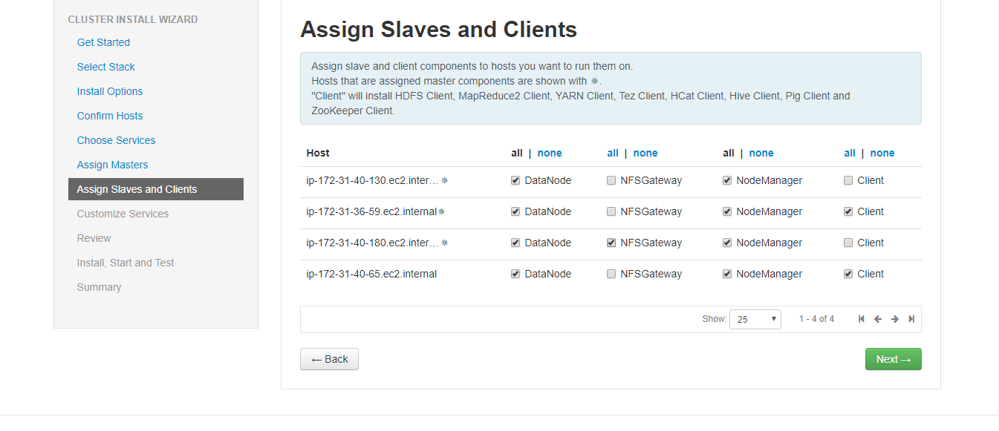 CLUSTER INSTALL WIZARD
Get Started
Select Stack
Install Options
Confirm Hosts
Choose Services
Assign Masters
Assign Slaves and Clients
Customize Services
Review
Install, Start and Test
Summary
Assign Slaves and Clients
Assign slave and client components to hosts you want to run them on.
Hosts that are assigned master components are shown with ✵.
"Client" will install HDFS Client, MapReduce2 Client, YARN Client, Tez Client, HCat Client, Hive Client, Pig Client and
ZooKeeper Client.
Host all | none all | none all | none all | none
ip-172-31-40-130.ec2.inter… ✵ DataNode NFSGateway NodeManager Client
ip-172-31-36-59.ec2.internal✵ DataNode NFSGateway NodeManager Client
ip-172-31-40-180.ec2.inter… ✵ DataNode NFSGateway NodeManager Client
ip-172-31-40-65.ec2.internal DataNode NFSGateway NodeManager Client
Show: 25 1 - 4 of 4
← Back
Next →